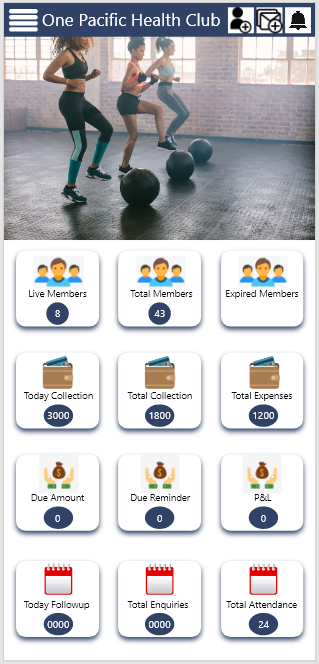 One Pacific Health Club
Live Members Total Members Expired Members
8 43
Today Collection Total Collection Total Expenses
3000 1800 1200
Due Amount Due Reminder P&L
0 0 0
Today Followup Total Enquiries Total Attendance
0000 0000 24